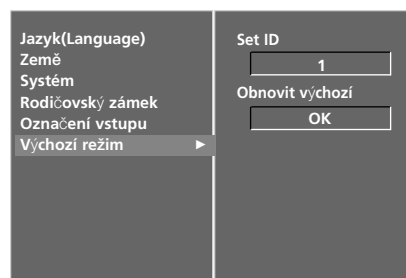 Jazyk(Language)
Země
Systém
Rodičovský zámek
Označení vstupu
Výchozí režim ►
Set ID
1
Obnovit výchozí
OK